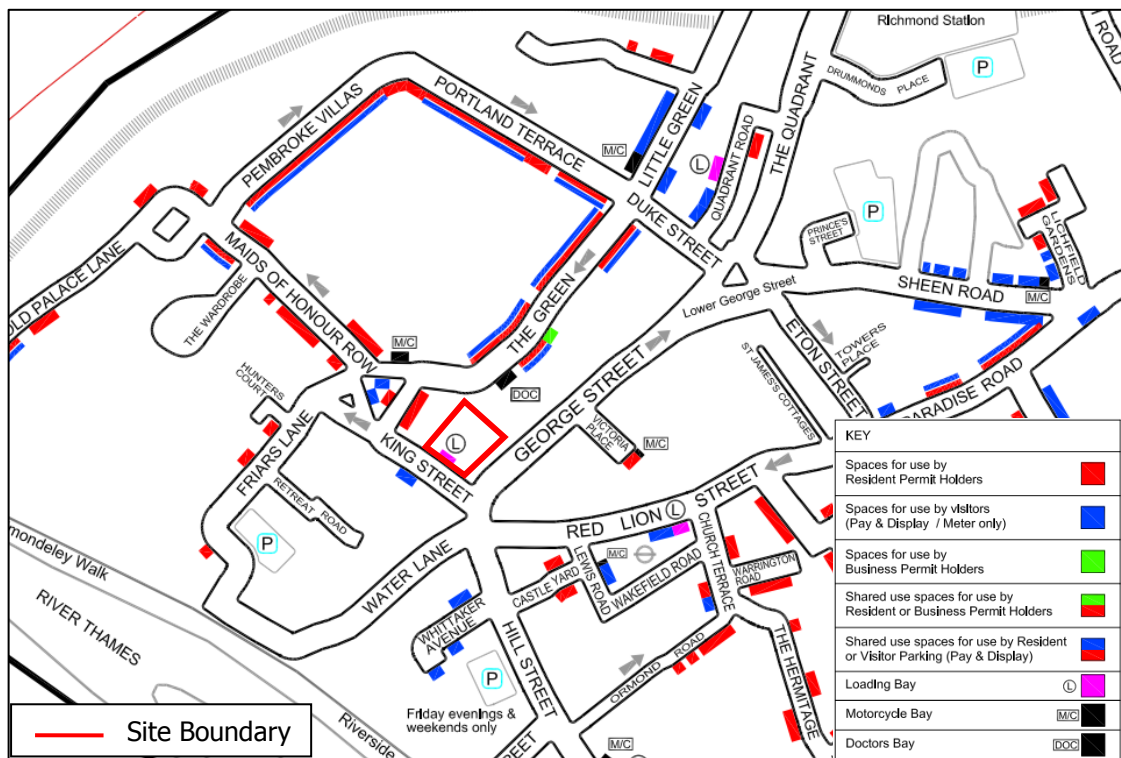 Richmond Station
ROAD
P
DRUMMONDS PLACE
PORTLAND TERRACE
PEMBROKE VILLAS
LITTLE GREEN
M/C
L
QUADRANT ROAD
THE QUADRANT
DUKE STREET
PRINCE'S
STREET
P
LICHFIELD
GARDENS
SHEEN ROAD
M/C
OLD PALACE LANE
MAIDS OF HONOUR ROW
THE WARDROBE
THE GREEN
Lower George Street
M/C
DOC
ETON STREET
TOWERS
PLACE
PARADISE ROAD
ST JAMES'S COTTAGES
HUNTERS
COURT
GEORGE STREET
VICTORIA
PLACE
M/C
FRIARS LANE
KING STREET
L
RETREAT ROAD
P
RED LION STREET
L
M/C
WATER LANE
CASTLE YARD
LEWIS ROAD
WAKEFIELD ROAD
CHURCH TERRACE
WARRINGTON
ROAD
mondeley Walk
RIVER THAMES
WHITTAKER
AVENUE
HILL STREET
P
ORMOND ROAD
THE HERMITAGE
Friday evenings &
weekends only
Riverside
STREET
M/C
Site Boundary
KEY
Spaces for use by
Resident Permit Holders
Spaces for use by visitors
(Pay & Display / Meter only)
Spaces for use by
Business Permit Holders
Shared use spaces for use by
Resident or Business Permit Holders
Shared use spaces for use by Resident
or Visitor Parking (Pay & Display)
Loading Bay L
Motorcycle Bay M/C
Doctors Bay DOC